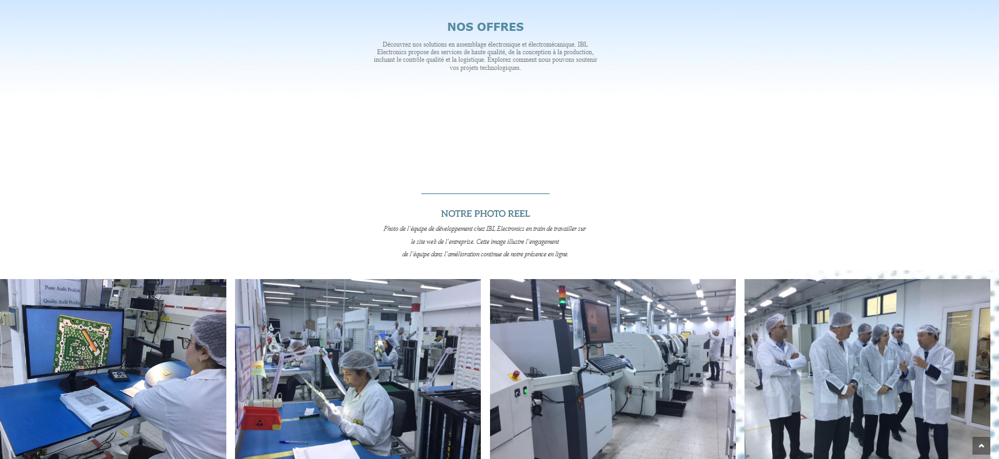 NOS OFFRES
Découvrez nos solutions en assemblage électronique et électromécanique. IBL
Electronics propose des services de haute qualité, de la conception à la production,
incluant le contrôle qualité et la logistique. Explorez comment nous pouvons soutenir
vos projets technologiques.
NOTRE PHOTO REEL
Photo de l'équipe de développement chez IBL Electronics en train de travailler sur
le site web de l'entreprise. Cette image illustre l'engagement
de l'équipe dans l'amélioration continue de notre présence en ligne.
Poste Audit Produit
Quality Audit Produit